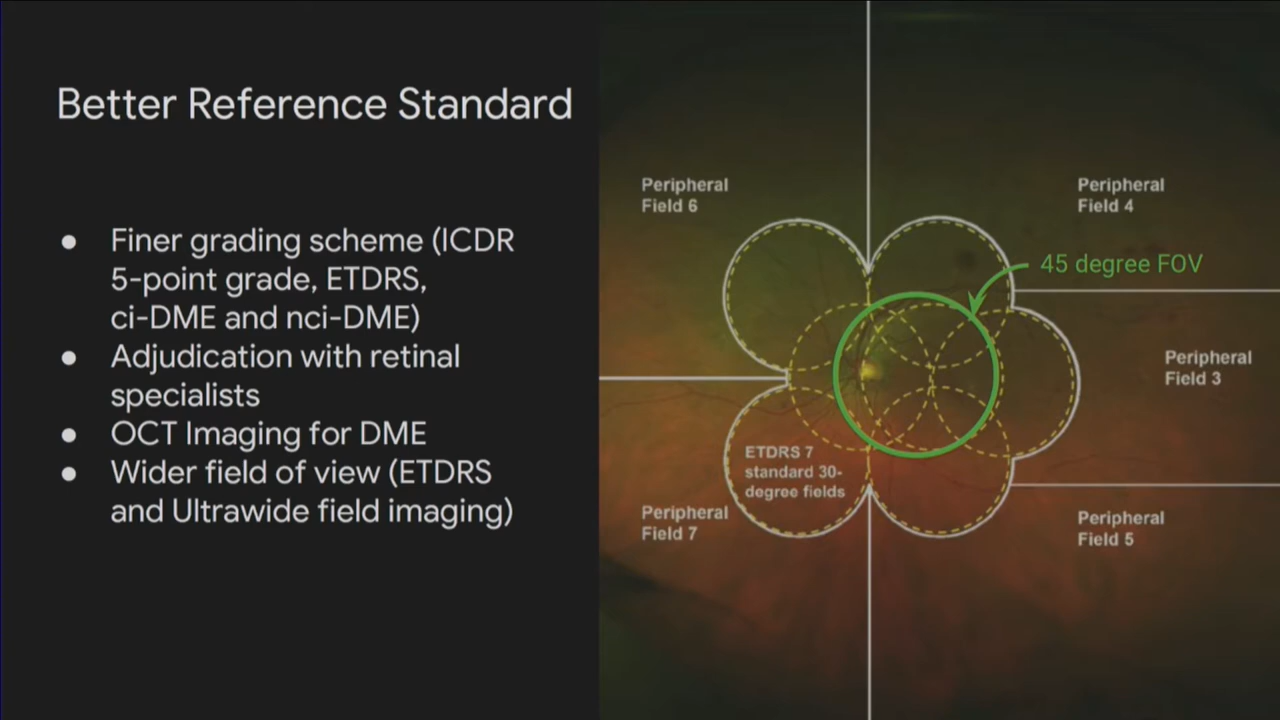 Better Reference Standard
● Finer grading scheme (ICDR
5-point grade, ETDRS,
ci-DME and nci-DME)
● Adjudication with retinal
specialists
● OCT Imaging for DME
● Wider field of view (ETDRS
and Ultrawide field imaging)
Peripheral
Field 6
Peripheral
Field 4
45 degree FOV
Peripheral
Field 3
ETDRS 7
standard 30-
degree fields
Peripheral
Field 7
Peripheral
Field 5